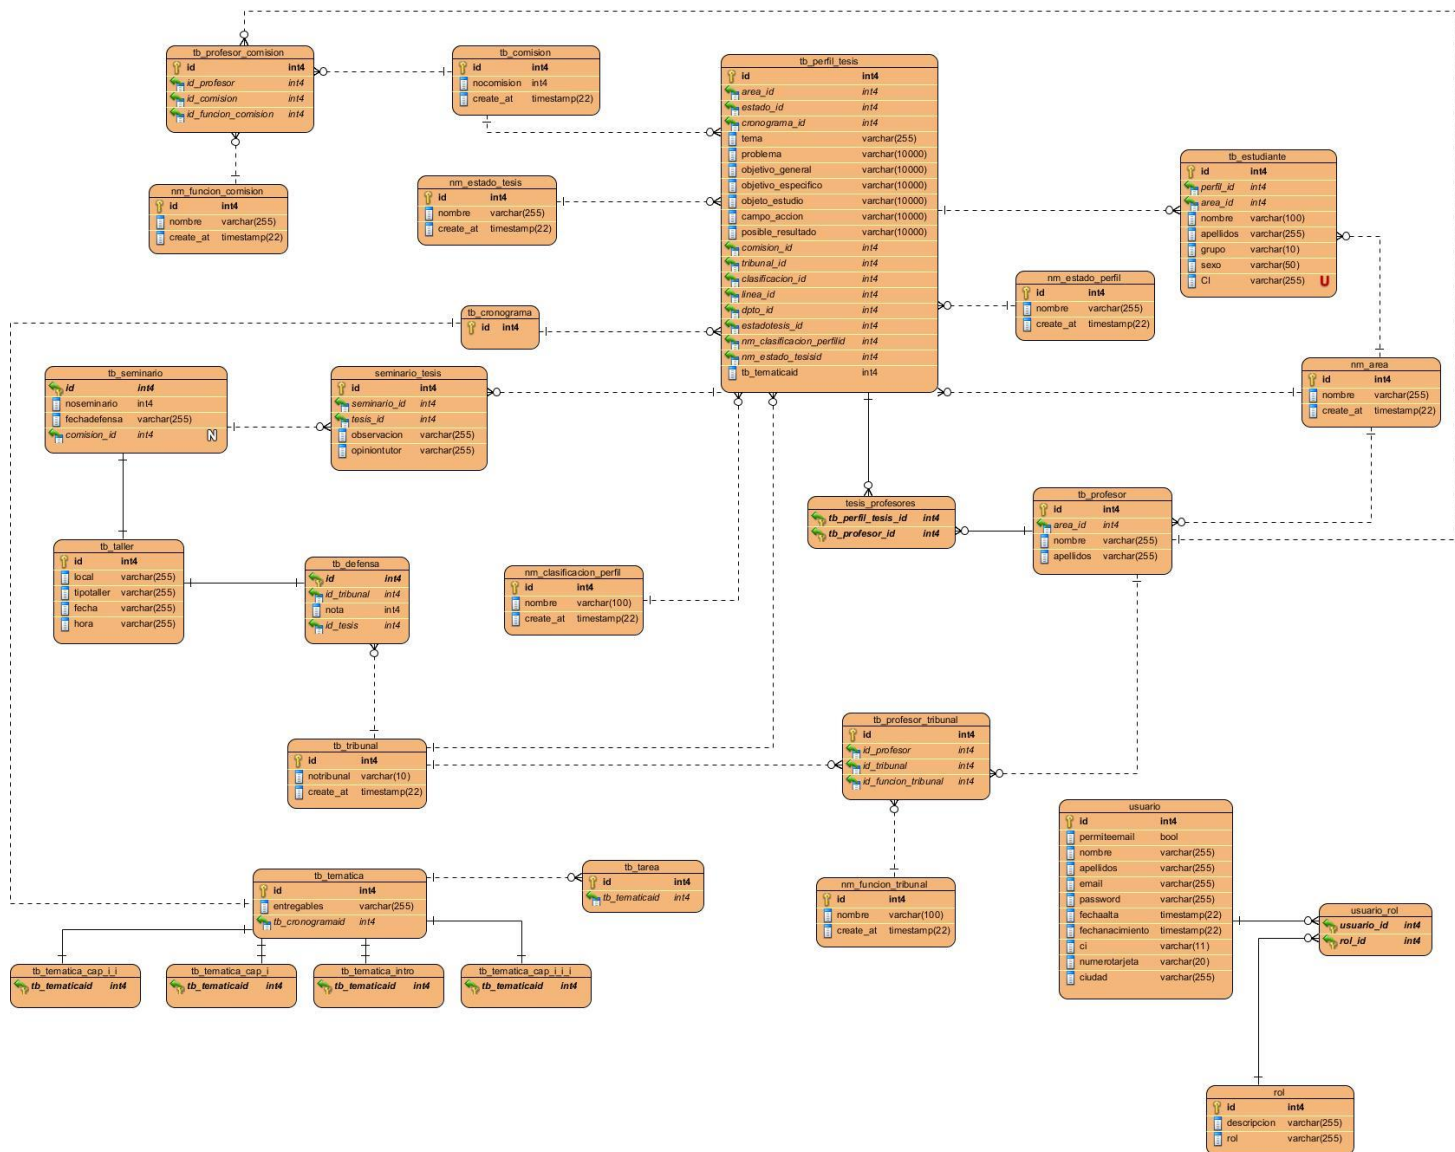 tb_profesor_comision
id int4
id_profesor int4
id_comision int4
id_funcion_comision int4
tb_comision
id int4
nocomision int4
create_at timestamp(22)
tb_perfil_tesis
id int4
area_id int4
estado_id int4
cronograma_id int4
tema varchar(255)
problema varchar(10000)
objetivo_general varchar(10000)
objetivo_especifico varchar(10000)
objeto_estudio varchar(10000)
campo_accion varchar(10000)
posible_resultado varchar(10000)
comision_id int4
tribunal_id int4
clasificacion_id int4
linea_id int4
dpto_id int4
estadotesis_id int4
nm_clasificacion_perfilid int4
nm_estado_tesisid int4
tb_tematicaid int4
tb_estudiante
id int4
perfil_id int4
area_id int4
nombre varchar(100)
apellidos varchar(255)
grupo varchar(10)
sexo varchar(50)
CI varchar(255) U
nm_funcion_comision
id int4
nombre varchar(255)
create_at timestamp(22)
nm_estado_tesis
id int4
nombre varchar(255)
create_at timestamp(22)
nm_estado_perfil
id int4
nombre varchar(255)
create_at timestamp(22)
tb_cronograma
id int4
tb_seminario
id int4
noseminario int4
fechadefensa varchar(255)
comision_id int4 N
seminario_tesis
id int4
seminario_id int4
tesis_id int4
observacion varchar(255)
opiniontutor varchar(255)
nm_area
id int4
nombre varchar(255)
create_at timestamp(22)
tesis_profesores
tb_perfil_tesis_id int4
tb_profesor_id int4
tb_profesor
id int4
area_id int4
nombre varchar(255)
apellidos varchar(255)
tb_taller
id int4
local varchar(255)
tipotaller varchar(255)
fecha varchar(255)
hora varchar(255)
tb_defensa
id int4
id_tribunal int4
nota int4
id_tesis int4
nm_clasificacion_perfil
id int4
nombre varchar(100)
create_at timestamp(22)
tb_tribunal
id int4
notribunal varchar(10)
create_at timestamp(22)
tb_profesor_tribunal
id int4
id_profesor int4
id_tribunal int4
id_funcion_tribunal int4
usuario
id int4
permiteemail bool
nombre varchar(255)
apellidos varchar(255)
email varchar(255)
password varchar(255)
fechaalta timestamp(22)
fechanacimiento timestamp(22)
ci varchar(11)
numerotarjeta varchar(20)
ciudad varchar(255)
tb_tematica
id int4
entregables varchar(255)
tb_cronogramaid int4
tb_tarea
id int4
tb_tematicaid int4
nm_funcion_tribunal
id int4
nombre varchar(100)
create_at timestamp(22)
usuario_rol
usuario_id int4
rol_id int4
tb_tematica_cap_i_i
tb_tematicaid int4
tb_tematica_cap_i
tb_tematicaid int4
tb_tematica_intro
tb_tematicaid int4
tb_tematica_cap_i_i_i
tb_tematicaid int4
rol
id int4
descripcion varchar(255)
rol varchar(255)